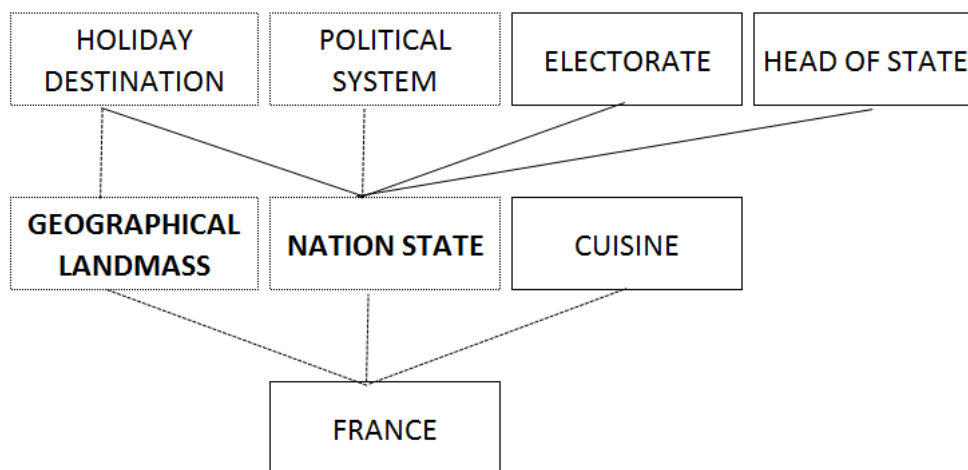 HOLIDAY
DESTINATION
POLITICAL
SYSTEM
ELECTORATE
HEAD OF STATE
GEOGRAPHICAL
LANDMASS
NATION STATE
CUISINE
FRANCE